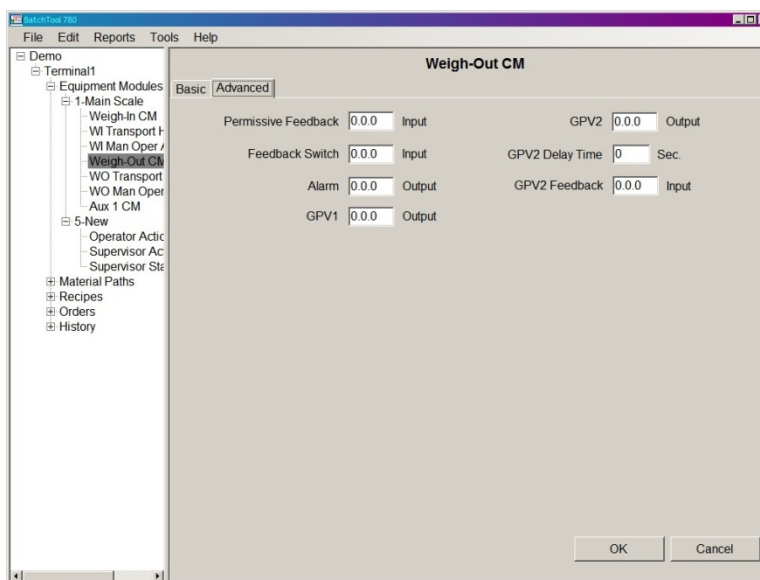 BatchTool 780
File Edit Reports Tools Help
Demo
Terminal1
Equipment Modules
1-Main Scale
Weigh-In CM
WI Transport H
WI Man Oper A
Weigh-Out CM
WO Transport
WO Man Oper
Aux 1 CM
5-New
Operator Actic
Supervisor Ac
Supervisor Sta
Material Paths
Recipes
Orders
History
Weigh-Out CM
Basic Advanced
Permissive Feedback 0.0.0 Input
Feedback Switch 0.0.0 Input
Alarm 0.0.0 Output
GPV1 0.0.0 Output
GPV2 0.0.0 Output
GPV2 Delay Time 0 Sec.
GPV2 Feedback 0.0.0 Input
OK Cancel